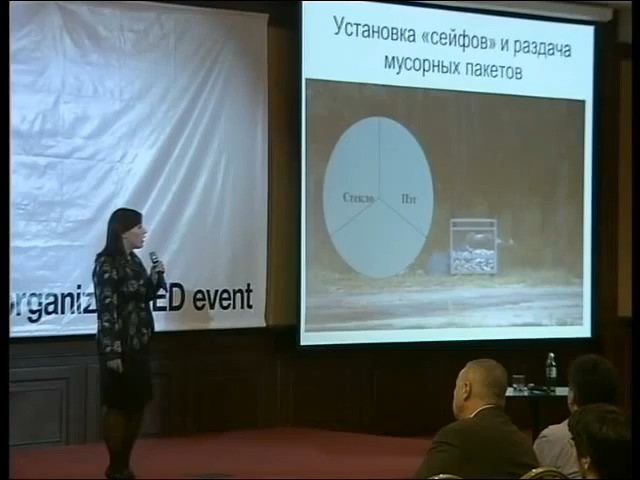 Установка «сейфов» и раздача
мусорных пакетов
Стекло
Пэт
organiz ED event